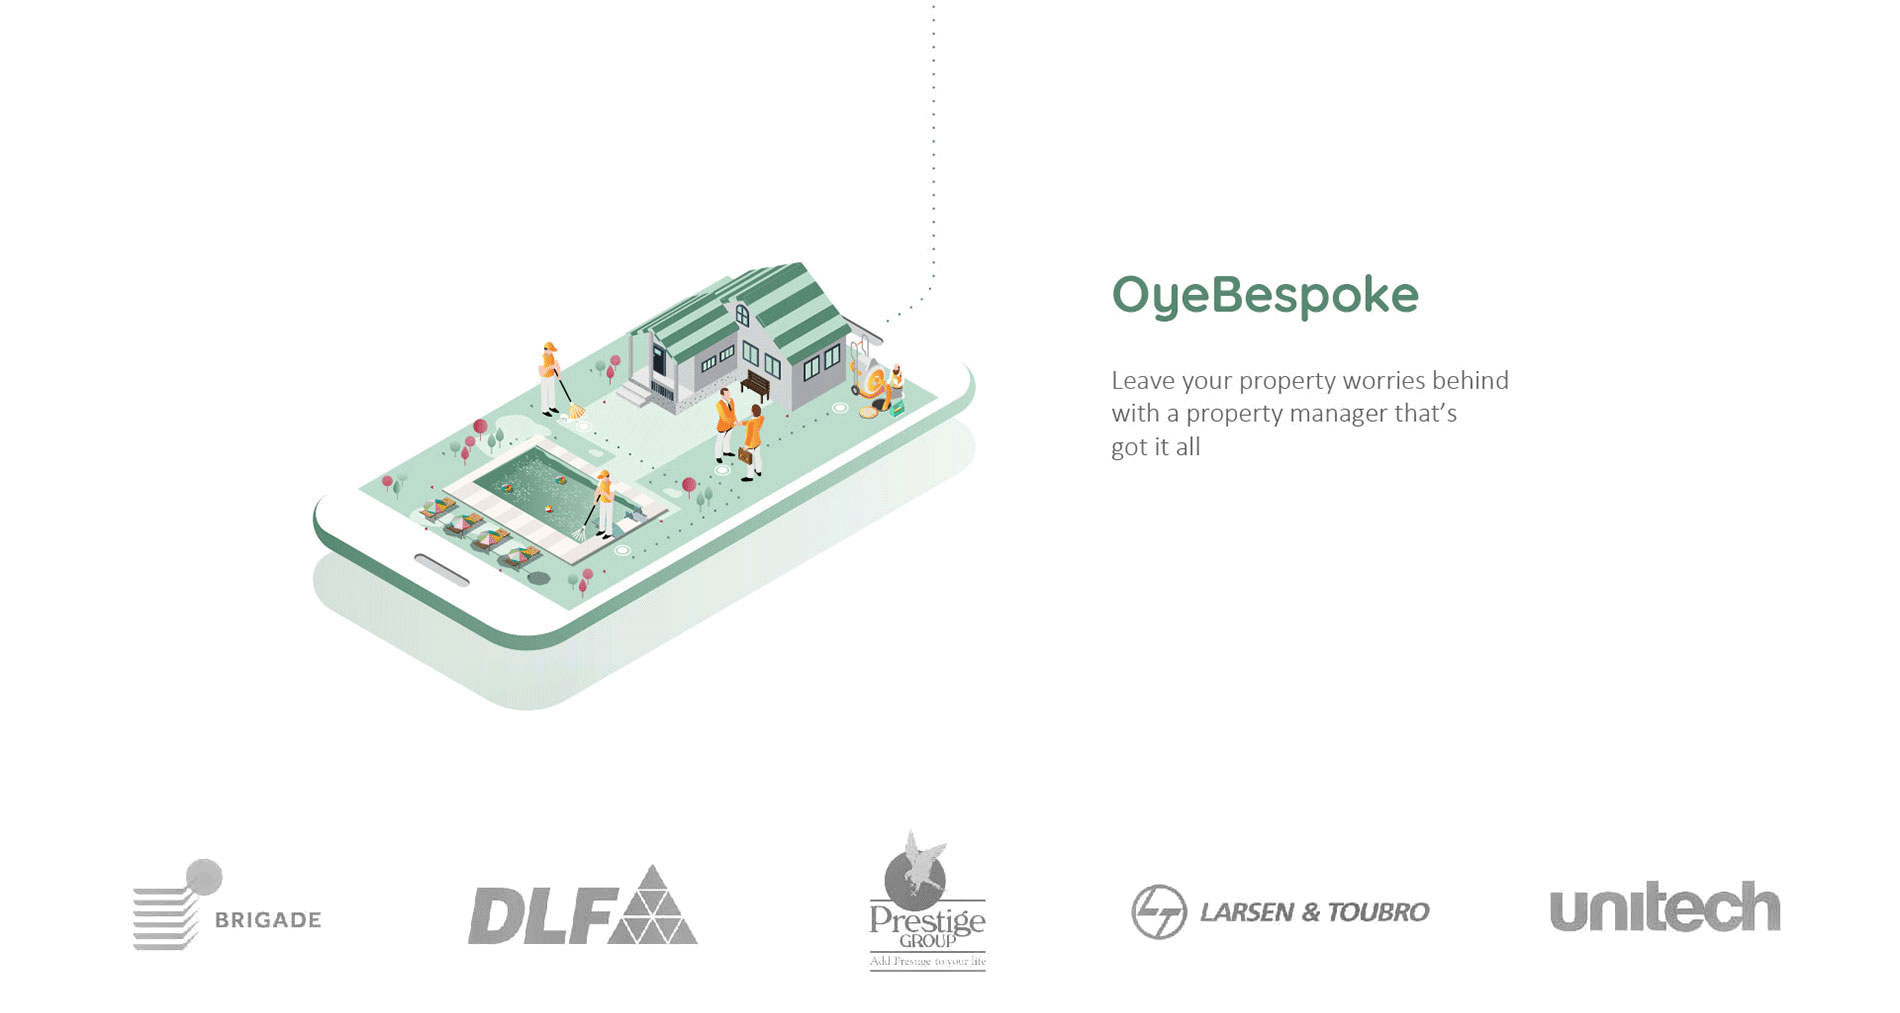 OyeBespoke
Leave your property worries behind
with a property manager that's
got it all
BRIGADE
DLF
Prestige
GROUP
Add Prestige to your life
LT
LARSEN & TOUBRO
unitech